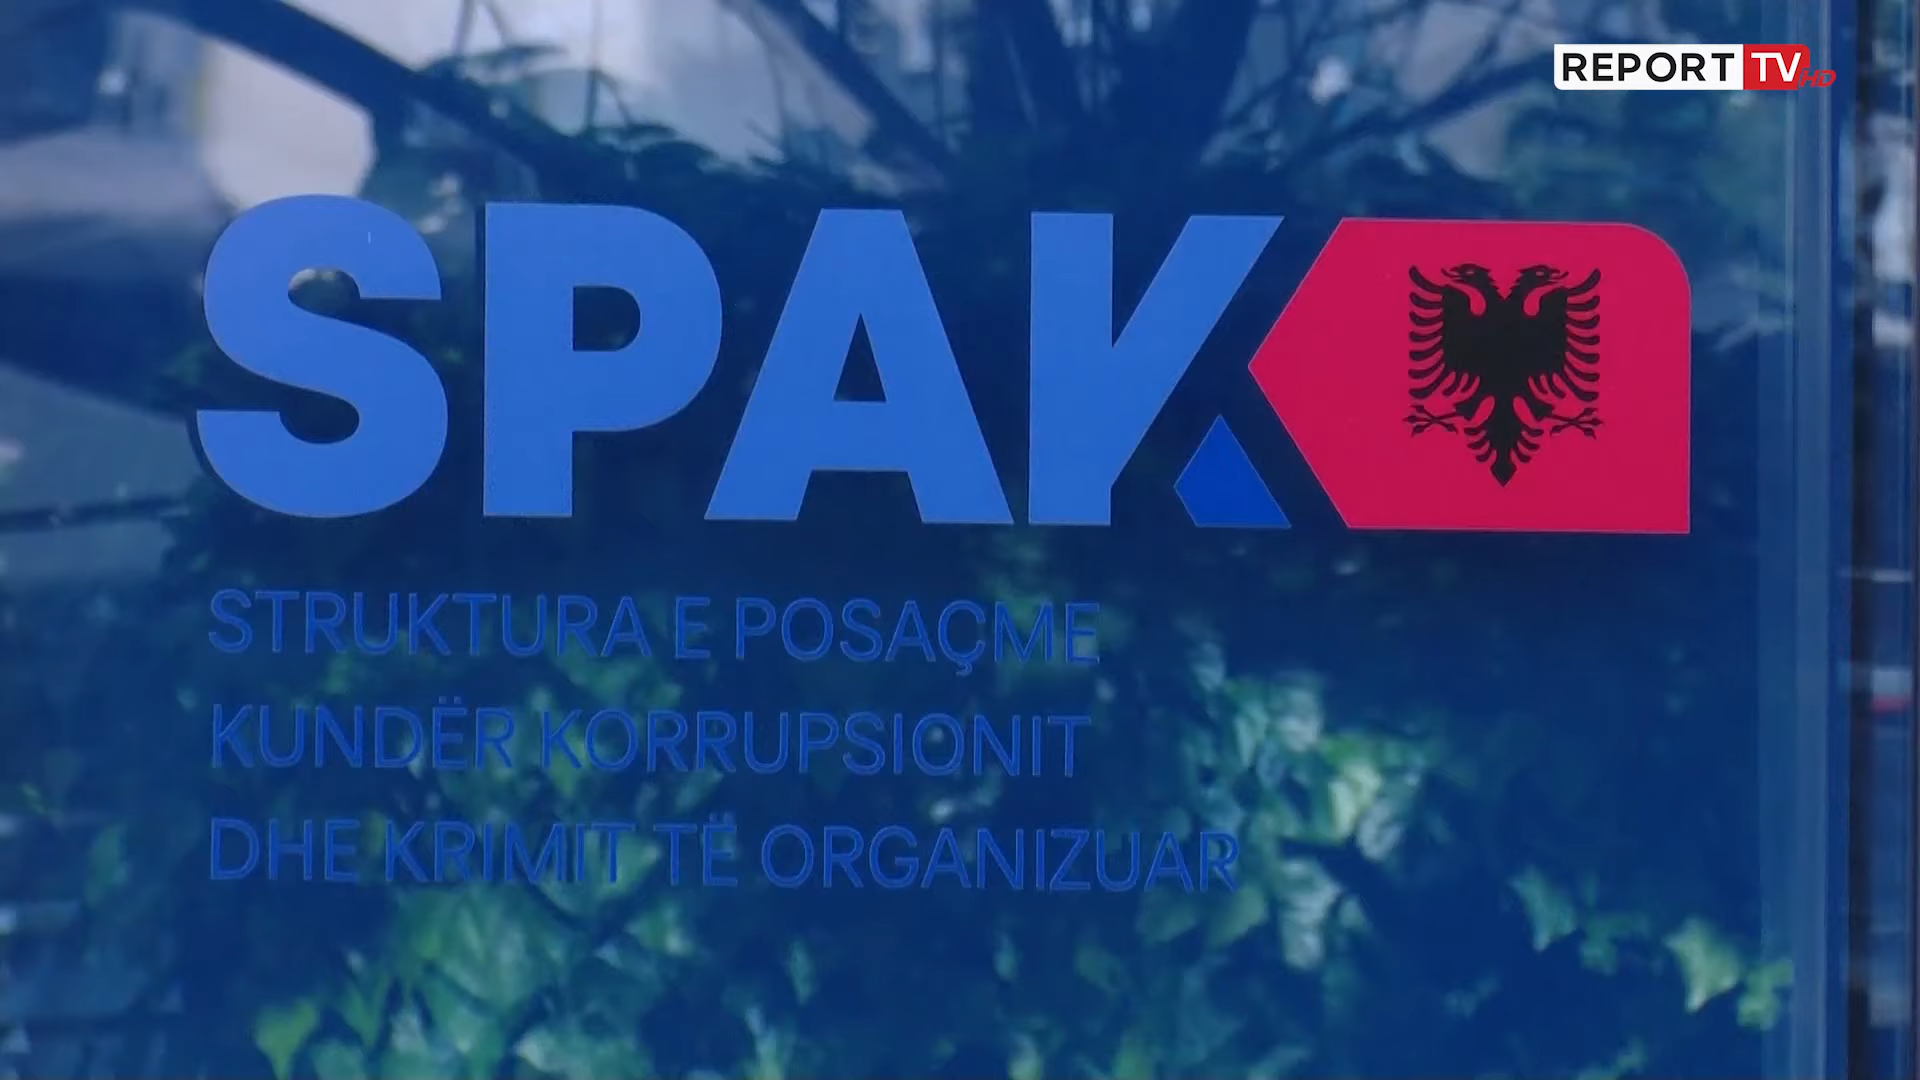 REPORT TV HD
SPAK
STRUKTURA E POSAÇME
KUNDËR KORRUPSIONIT
DHE KRIMIT TË ORGANIZUAR